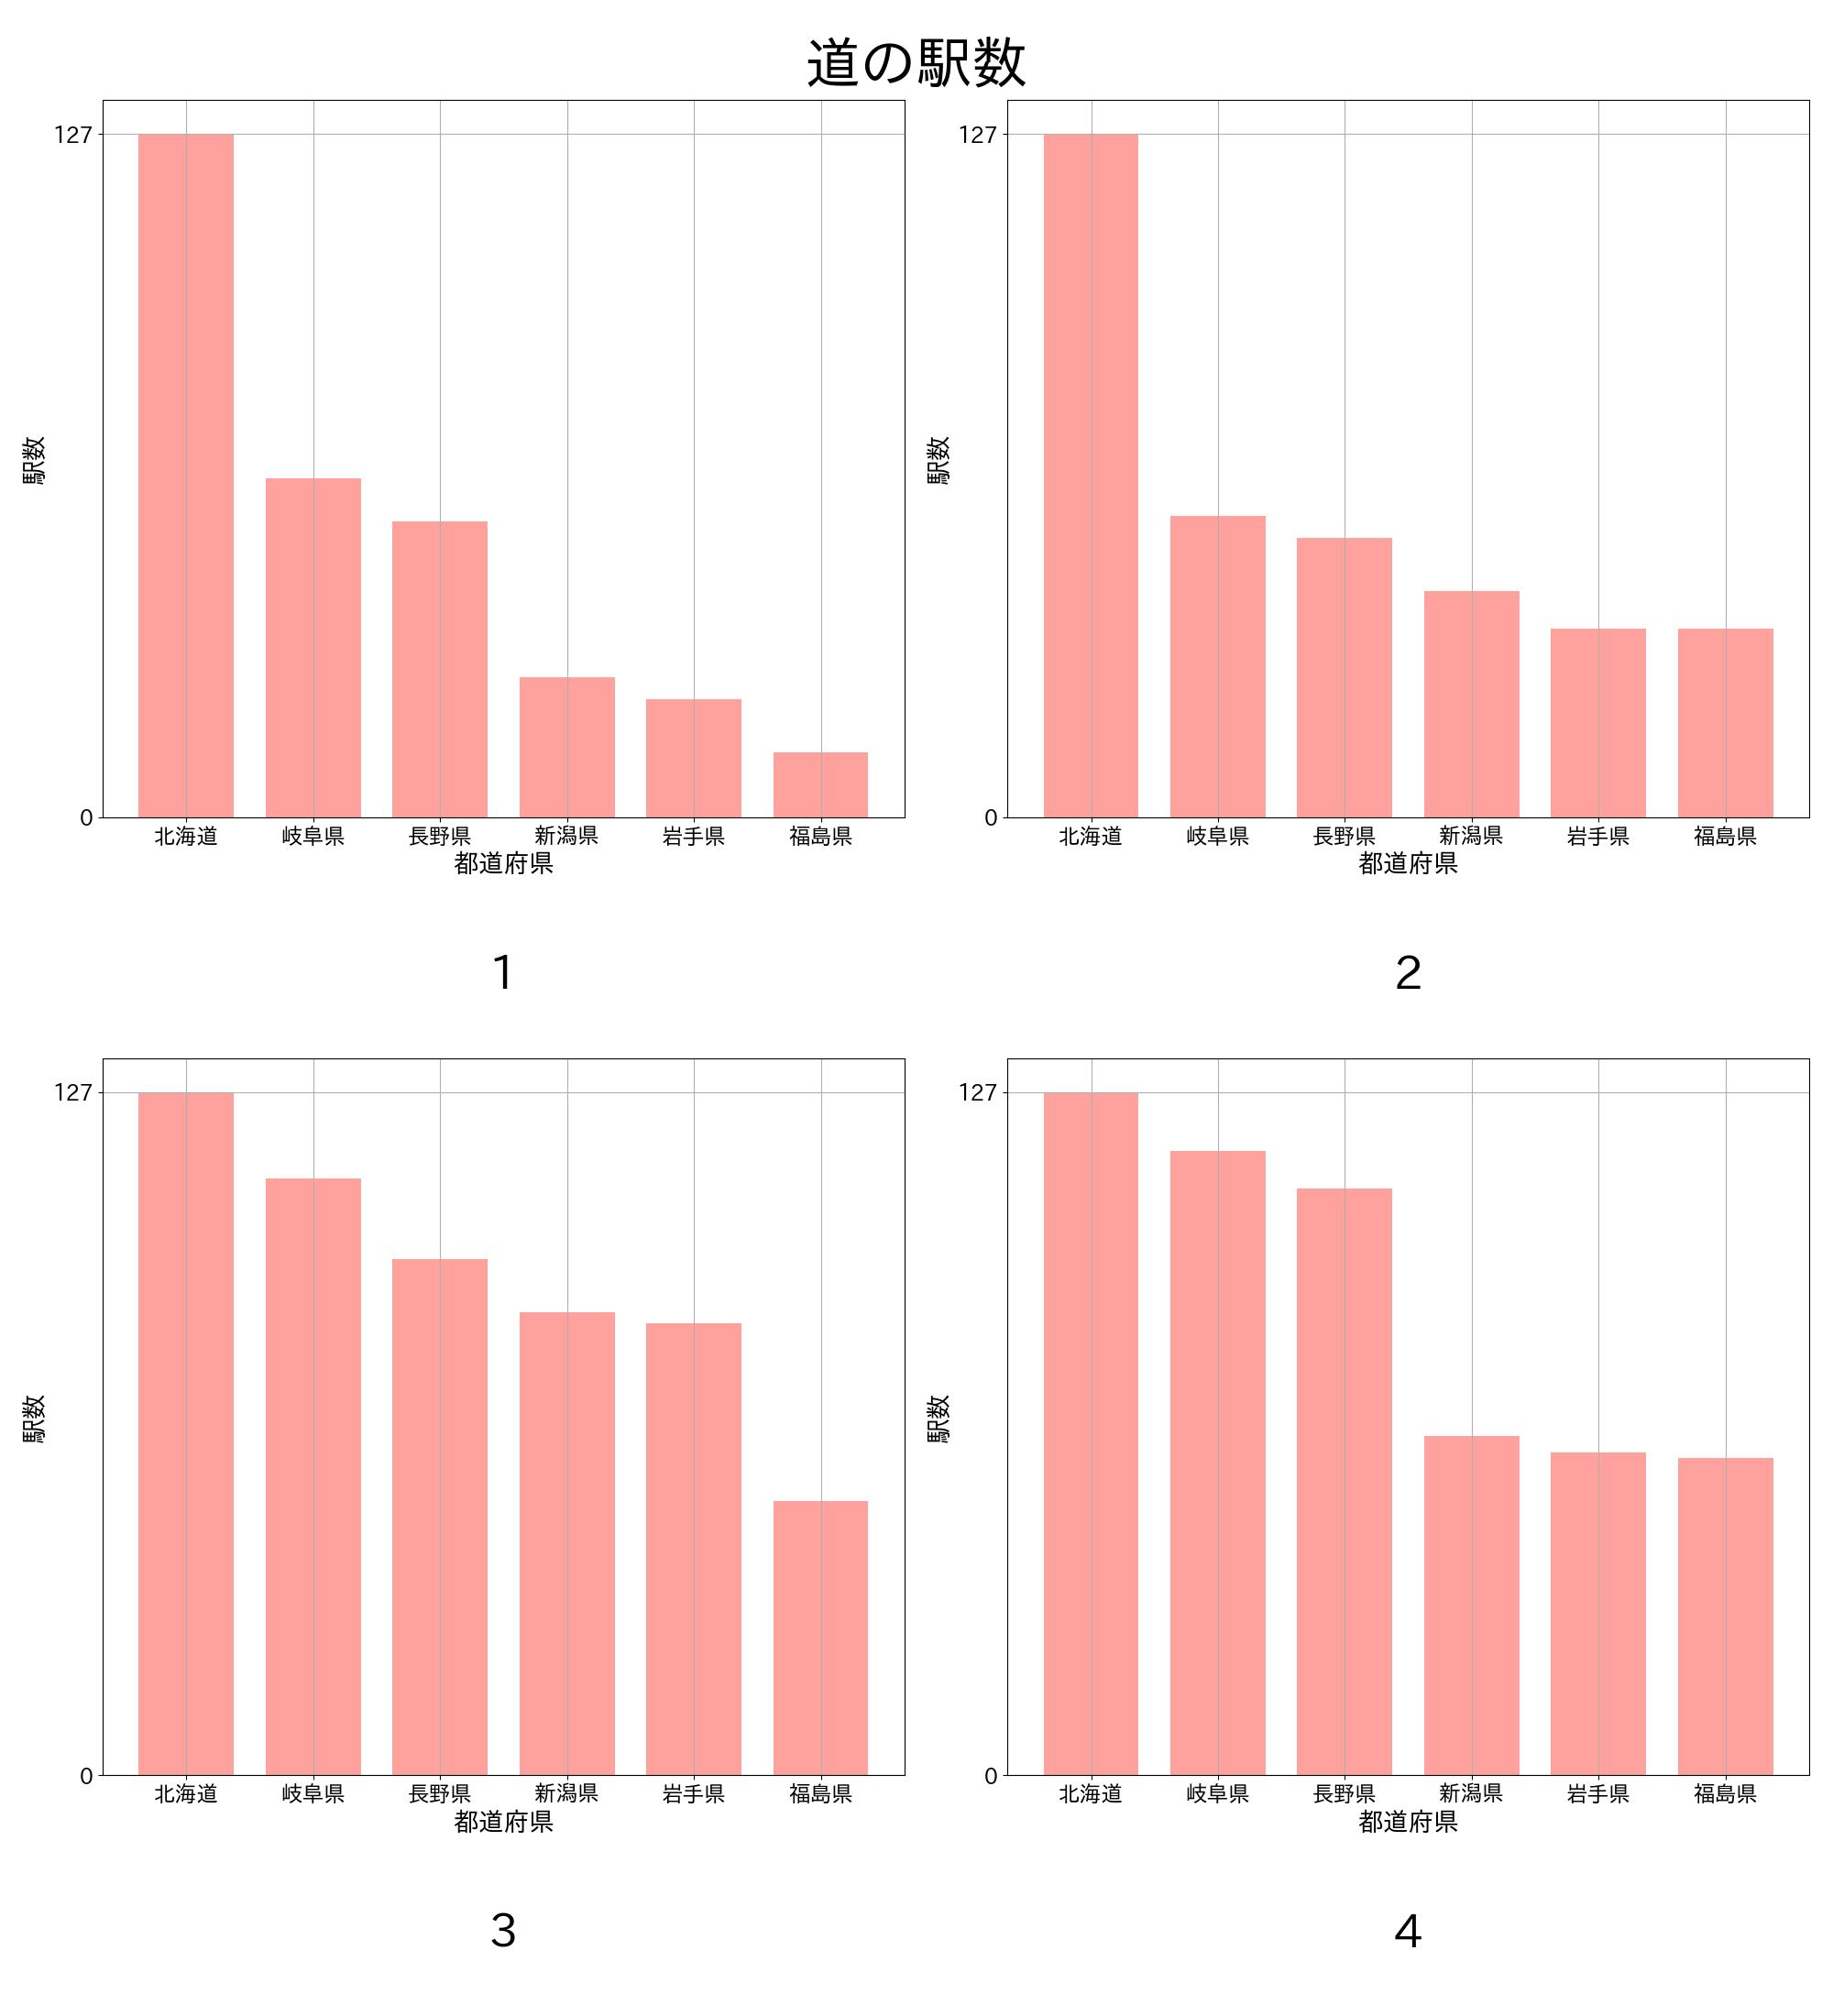 道の駅数
127
0
駅数
北海道 岐阜県 長野県 新潟県 岩手県 福島県
都道府県
1
127
0
駅数
北海道 岐阜県 長野県 新潟県 岩手県 福島県
都道府県
2
127
0
駅数
北海道 岐阜県 長野県 新潟県 岩手県 福島県
都道府県
3
127
0
駅数
北海道 岐阜県 長野県 新潟県 岩手県 福島県
都道府県
4